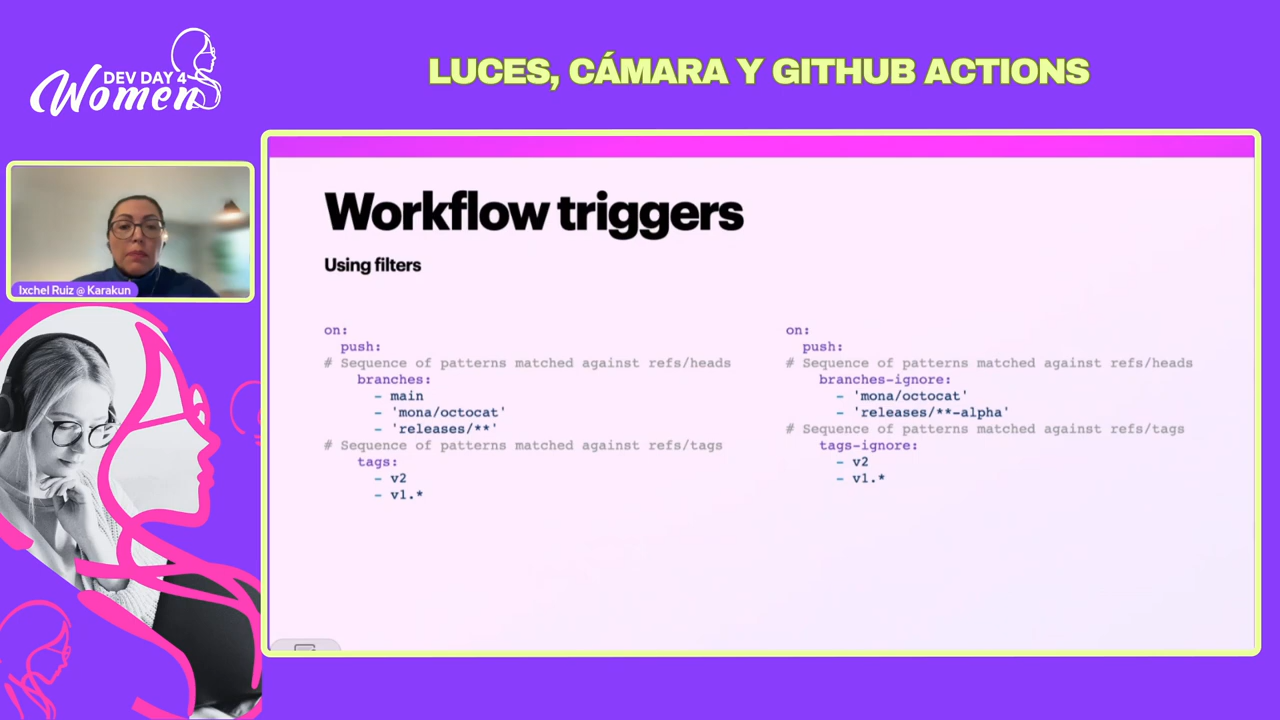 DEV DAY 4
Women
LUCES, CÁMARA Y GITHUB ACTIONS
Ixchel Ruiz @ Karakun
Workflow triggers
Using filters
on:
  push:
# Sequence of patterns matched against refs/heads
    branches:
      - main
      - 'mona/octocat'
      - 'releases/**'
# Sequence of patterns matched against refs/tags
    tags:
      - v2
      - v1.*
on:
  push:
# Sequence of patterns matched against refs/heads
    branches-ignore:
      - 'mona/octocat'
      - 'releases/**-alpha'
# Sequence of patterns matched against refs/tags
    tags-ignore:
      - v2
      - v1.*